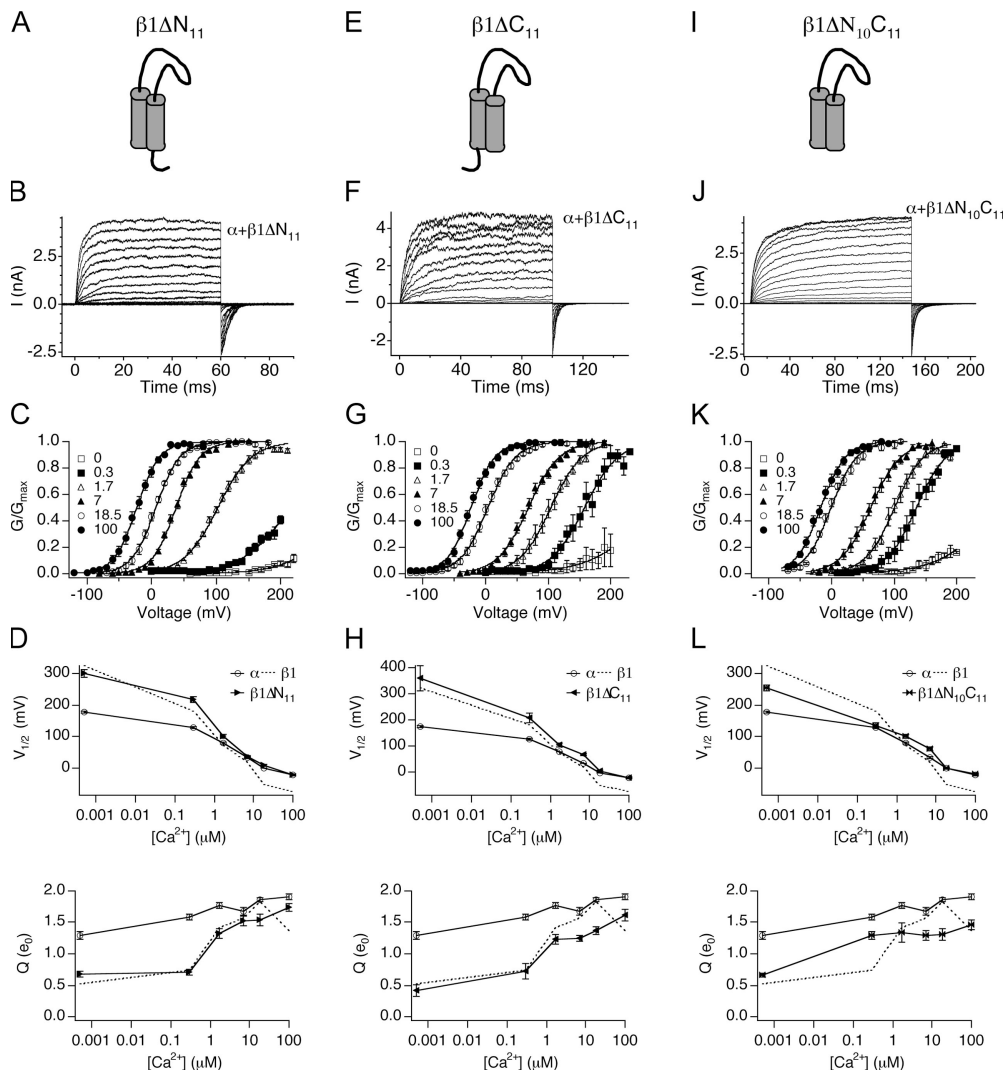 A β1ΔN₁₁ E β1ΔC₁₁ I β1ΔN₁₀C₁₁
B F J
α+β1ΔN₁₁ α+β1ΔC₁₁ α+β1ΔN₁₀C₁₁
I (nA) I (nA) I (nA)
2.5 4 2.5
2
0.0 0 0.0
-2.5 -2 -2.5
0 20 40 60 80 0 40 80 120 0 40 80 120 160 200
Time (ms) Time (ms) Time (ms)
C G K
G/Gmax G/Gmax G/Gmax
1.0 0 1.0 0 1.0 0
0.8 0.3 0.8 0.3 0.8 0.3
1.7 1.7 1.7
0.6 7 0.6 7 0.6 7
18.5 18.5 18.5
0.4 100 0.4 100 0.4 100
0.2 0.2 0.2
0.0 0.0 0.0
-100 0 100 200 -100 0 100 200 -100 0 100 200
Voltage (mV) Voltage (mV) Voltage (mV)
D H L
V1/2 (mV) V1/2 (mV) V1/2 (mV)
400
300 α β1 300 α β1 300 α β1
β1ΔN₁₁ β1ΔC₁₁ β1ΔN₁₀C₁₁
200 200 200
100 100 100
0 0 0
0.001 0.01 0.1 1 10 100 0.001 0.01 0.1 1 10 100 0.001 0.01 0.1 1 10 100
[Ca²⁺] (μM) [Ca²⁺] (μM) [Ca²⁺] (μM)
Q (e₀) Q (e₀) Q (e₀)
2.0 2.0 2.0
1.5 1.5 1.5
1.0 1.0 1.0
0.5 0.5 0.5
0.0 0.0 0.0
0.001 0.01 0.1 1 10 100 0.001 0.01 0.1 1 10 100 0.001 0.01 0.1 1 10 100
[Ca²⁺] (μM) [Ca²⁺] (μM) [Ca²⁺] (μM)